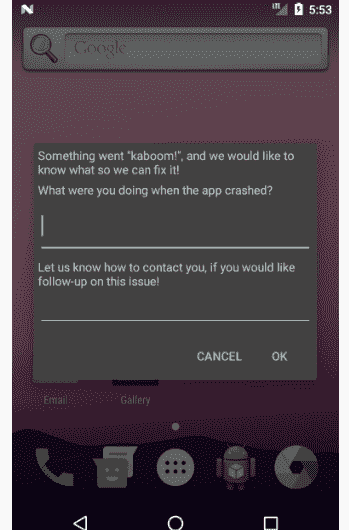 LTE 5:53
Google
Something went "kaboom!", and we would like to
know what so we can fix it!
What were you doing when the app crashed?
Let us know how to contact you, if you would like
follow-up on this issue!
CANCEL OK
Email Gallery